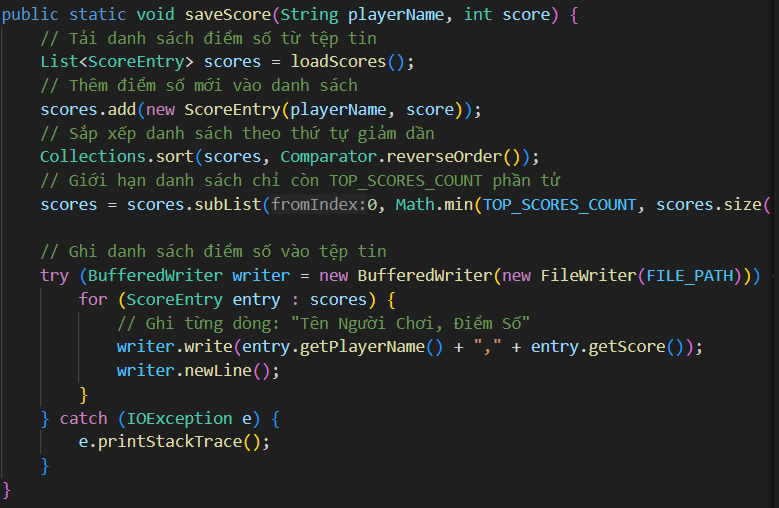 public static void saveScore(String playerName, int score) {
// Tải danh sách điểm số từ tệp tin
List<ScoreEntry> scores = loadScores();
// Thêm điểm số mới vào danh sách
scores.add(new ScoreEntry(playerName, score));
// Sắp xếp danh sách theo thứ tự giảm dần
Collections.sort(scores, Comparator.reverseOrder());
// Giới hạn danh sách chỉ còn TOP_SCORES_COUNT phần tử
scores = scores.subList(fromIndex:0, Math.min(TOP_SCORES_COUNT, scores.size(
// Ghi danh sách điểm số vào tệp tin
try (BufferedWriter writer = new BufferedWriter(new FileWriter(FILE_PATH)))
for (ScoreEntry entry : scores) {
// Ghi từng dòng: "Tên Người Chơi, Điểm Số"
writer.write(entry.getPlayerName() + "," + entry.getScore());
writer.newLine();
}
} catch (IOException e) {
e.printStackTrace();
}
}